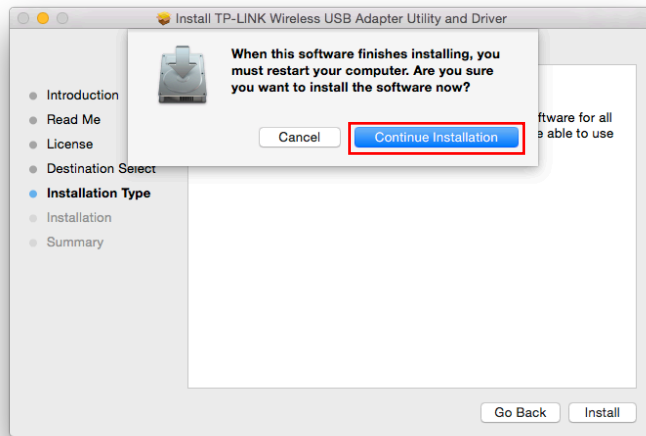 Install TP-LINK Wireless USB Adapter Utility and Driver
When this software finishes installing, you
must restart your computer. Are you sure
you want to install the software now?
Cancel
Continue Installation
Introduction
Read Me
License
Destination Select
Installation Type
Installation
Summary
ftware for all
e able to use
Go Back
Install